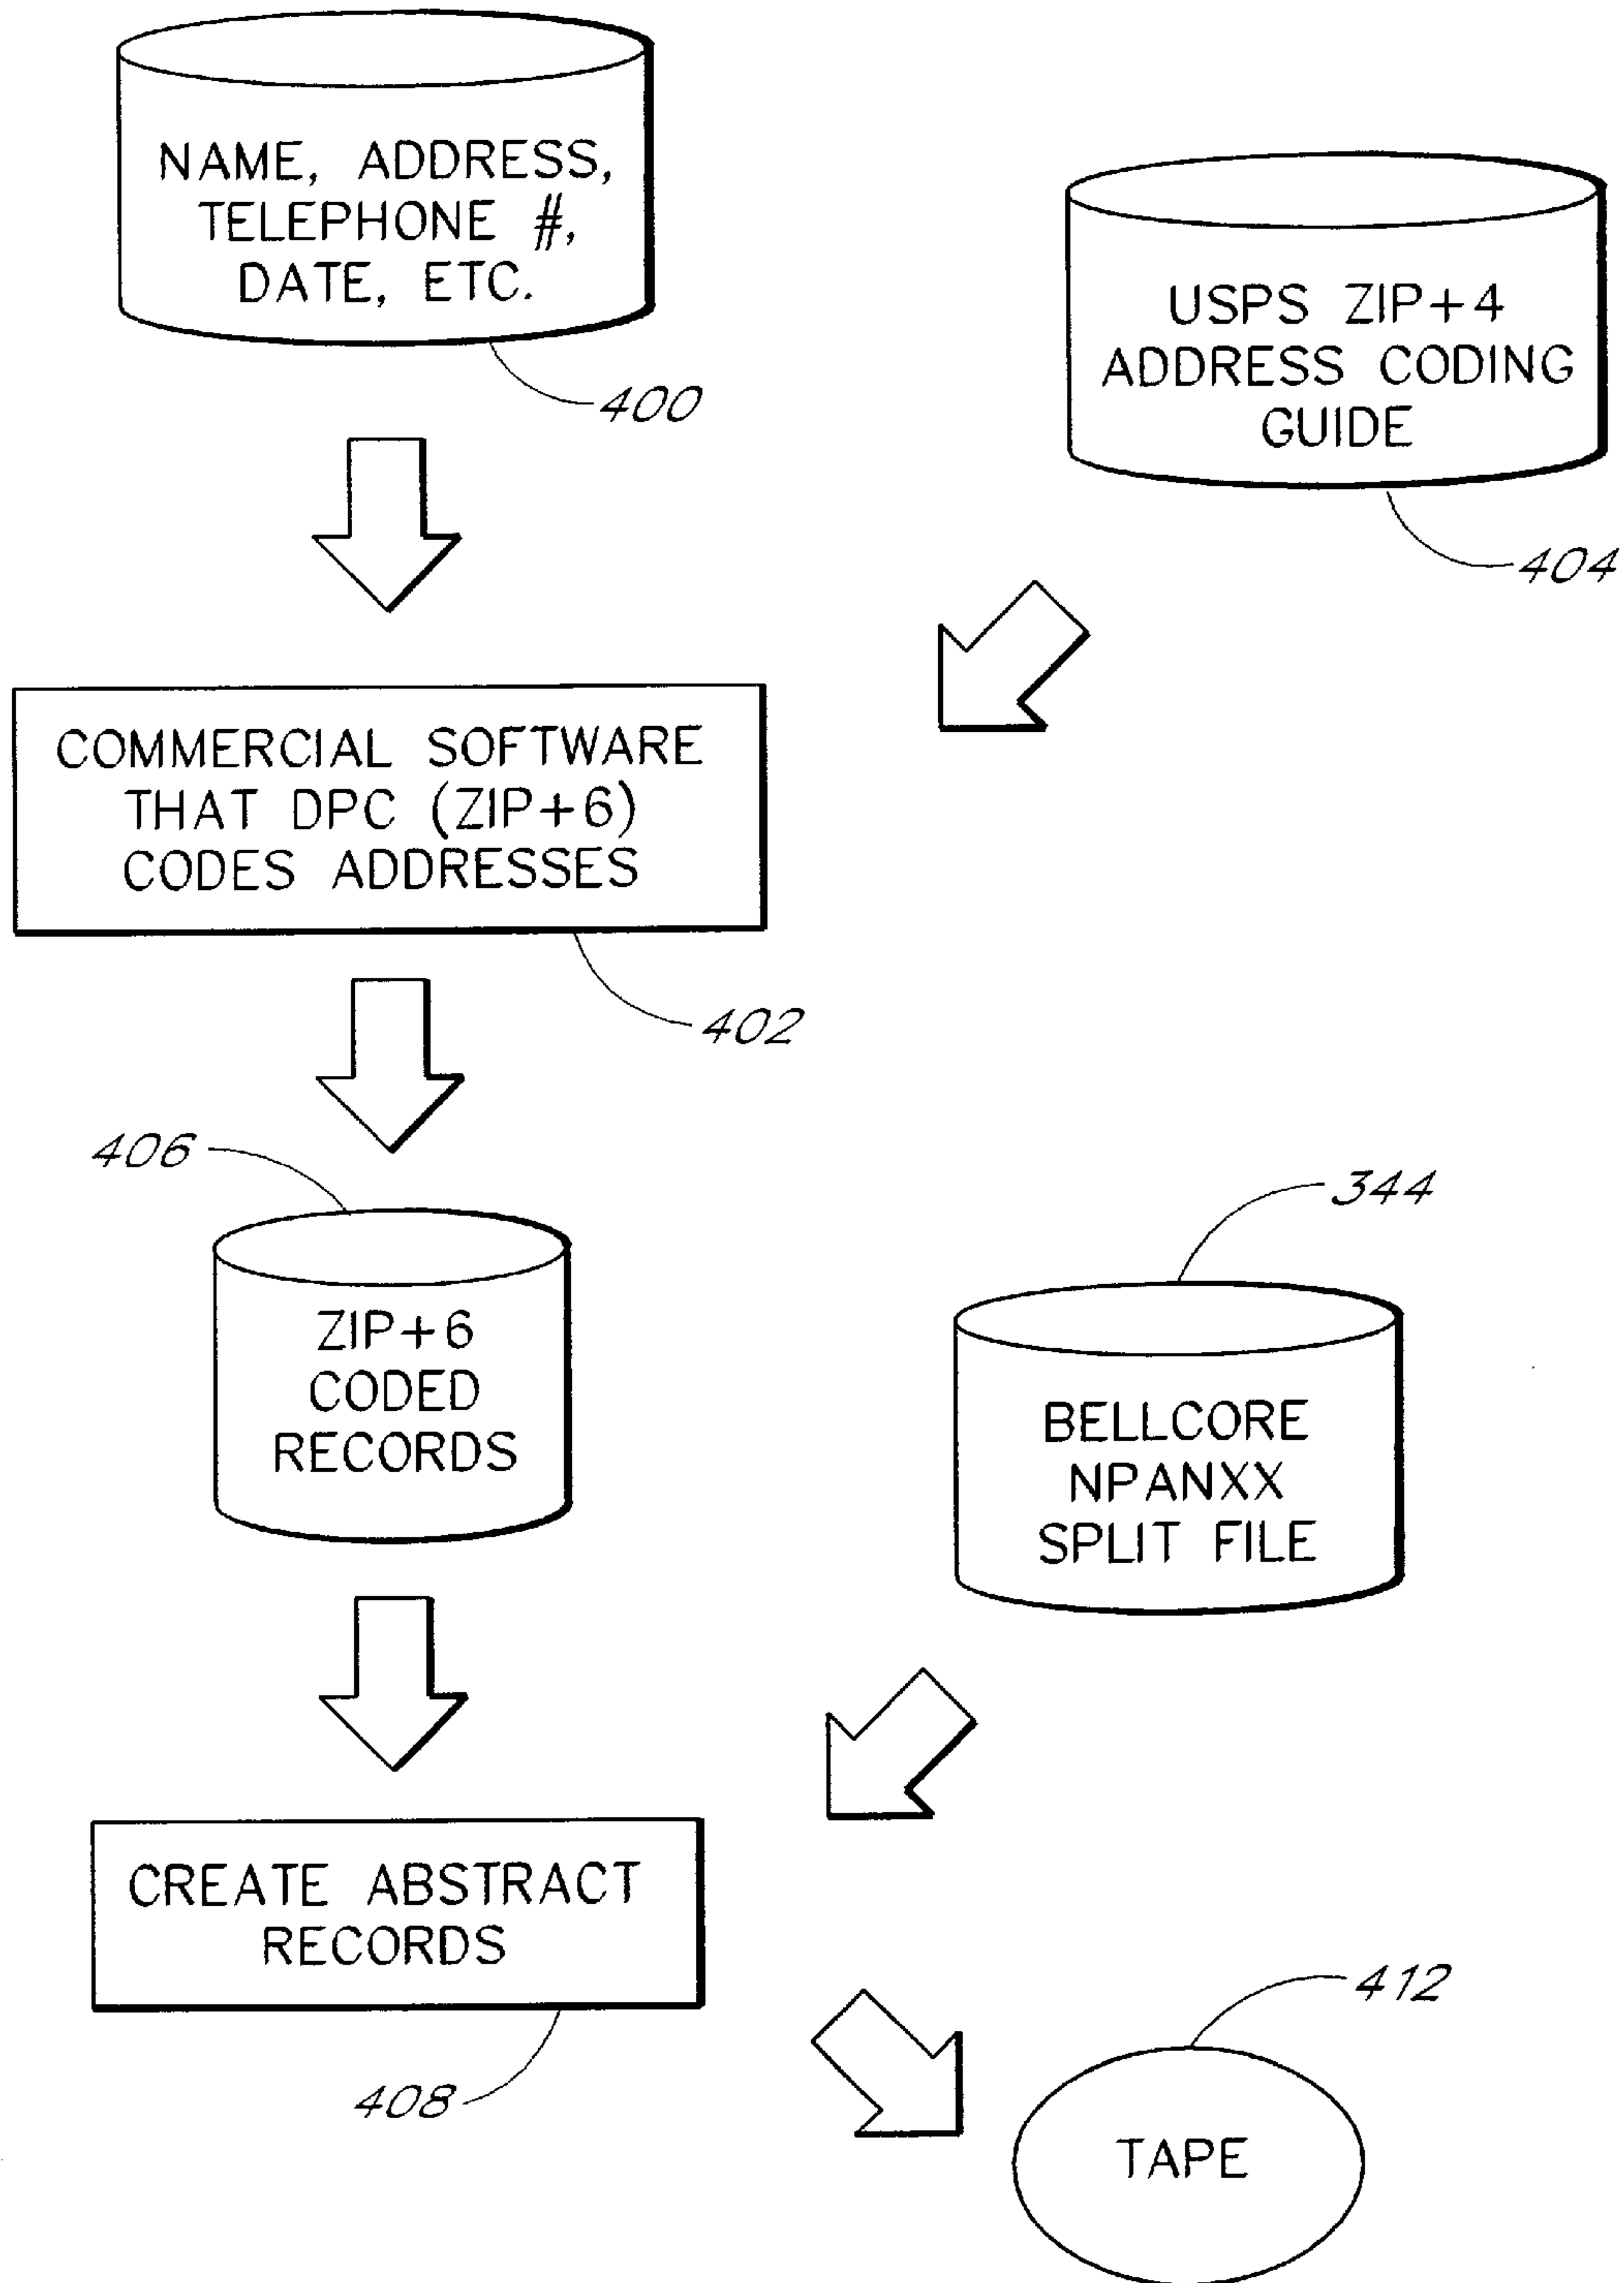 NAME, ADDRESS,
TELEPHONE #,
DATE, ETC.
400
USPS ZIP+4
ADDRESS CODING
GUIDE
404
COMMERCIAL SOFTWARE
THAT DPC (ZIP+6)
CODES ADDRESSES
402
406
ZIP+6
CODED
RECORDS
344
BELLCORE
NPANXX
SPLIT FILE
CREATE ABSTRACT
RECORDS
408
412
TAPE